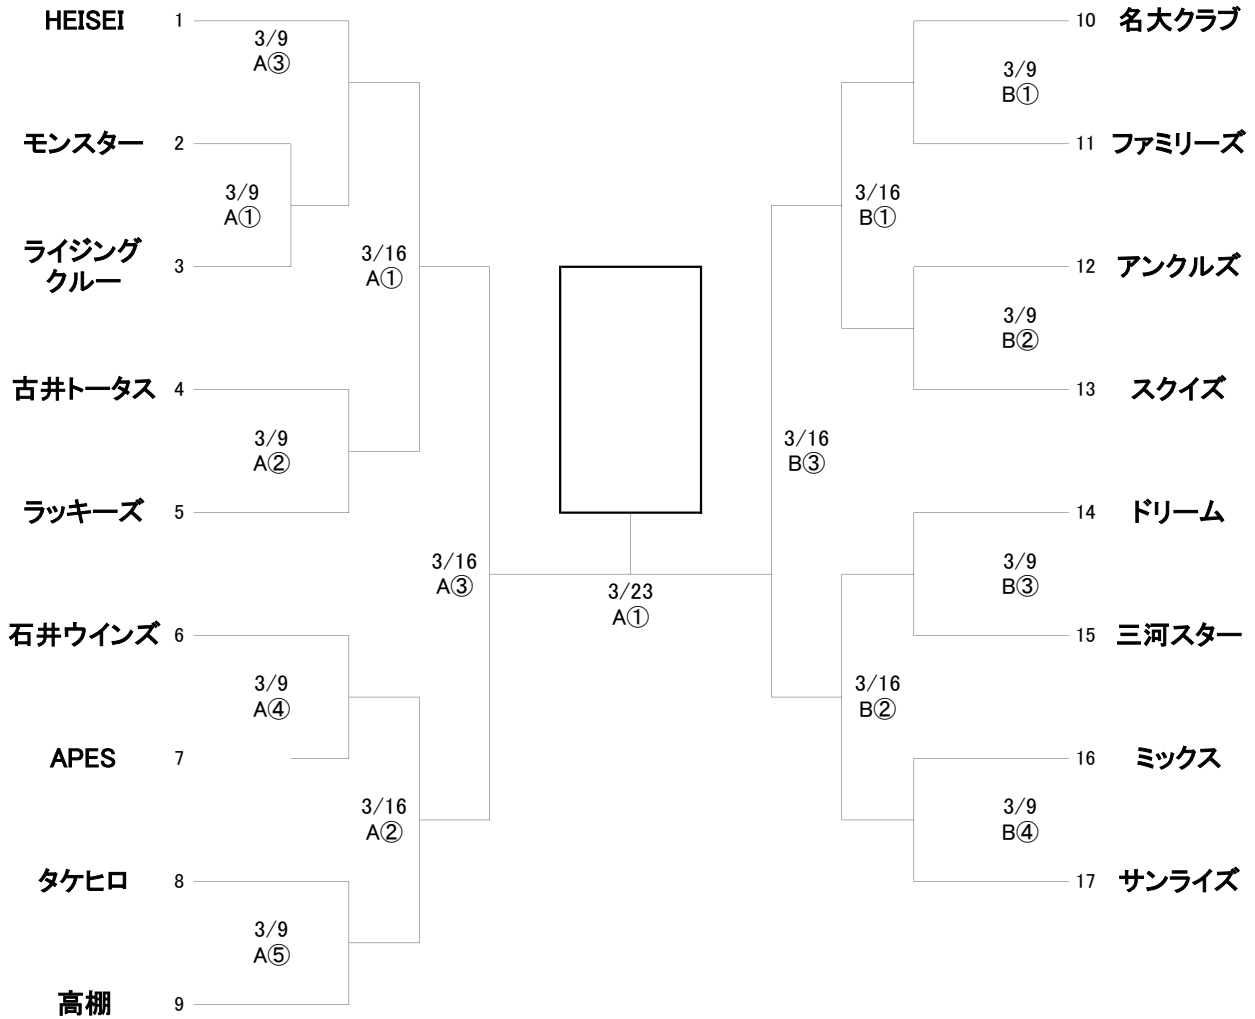 HEISEI 1
3/9
A③
モンスター 2
3/9
A①
ライジング
クルー 3
3/16
A①
古井トータス 4
3/9
A②
ラッキーズ 5
3/16
A③
石井ウインズ 6
3/9
A④
APES 7
3/16
A②
タケヒロ 8
3/9
A⑤
高棚 9
3/23
A①
10 名大クラブ
3/9
B①
11 ファミリーズ
3/16
B①
12 アンクルズ
3/9
B②
13 スクイズ
3/16
B③
14 ドリーム
3/9
B③
15 三河スター
3/16
B②
16 ミックス
3/9
B④
17 サンライズ